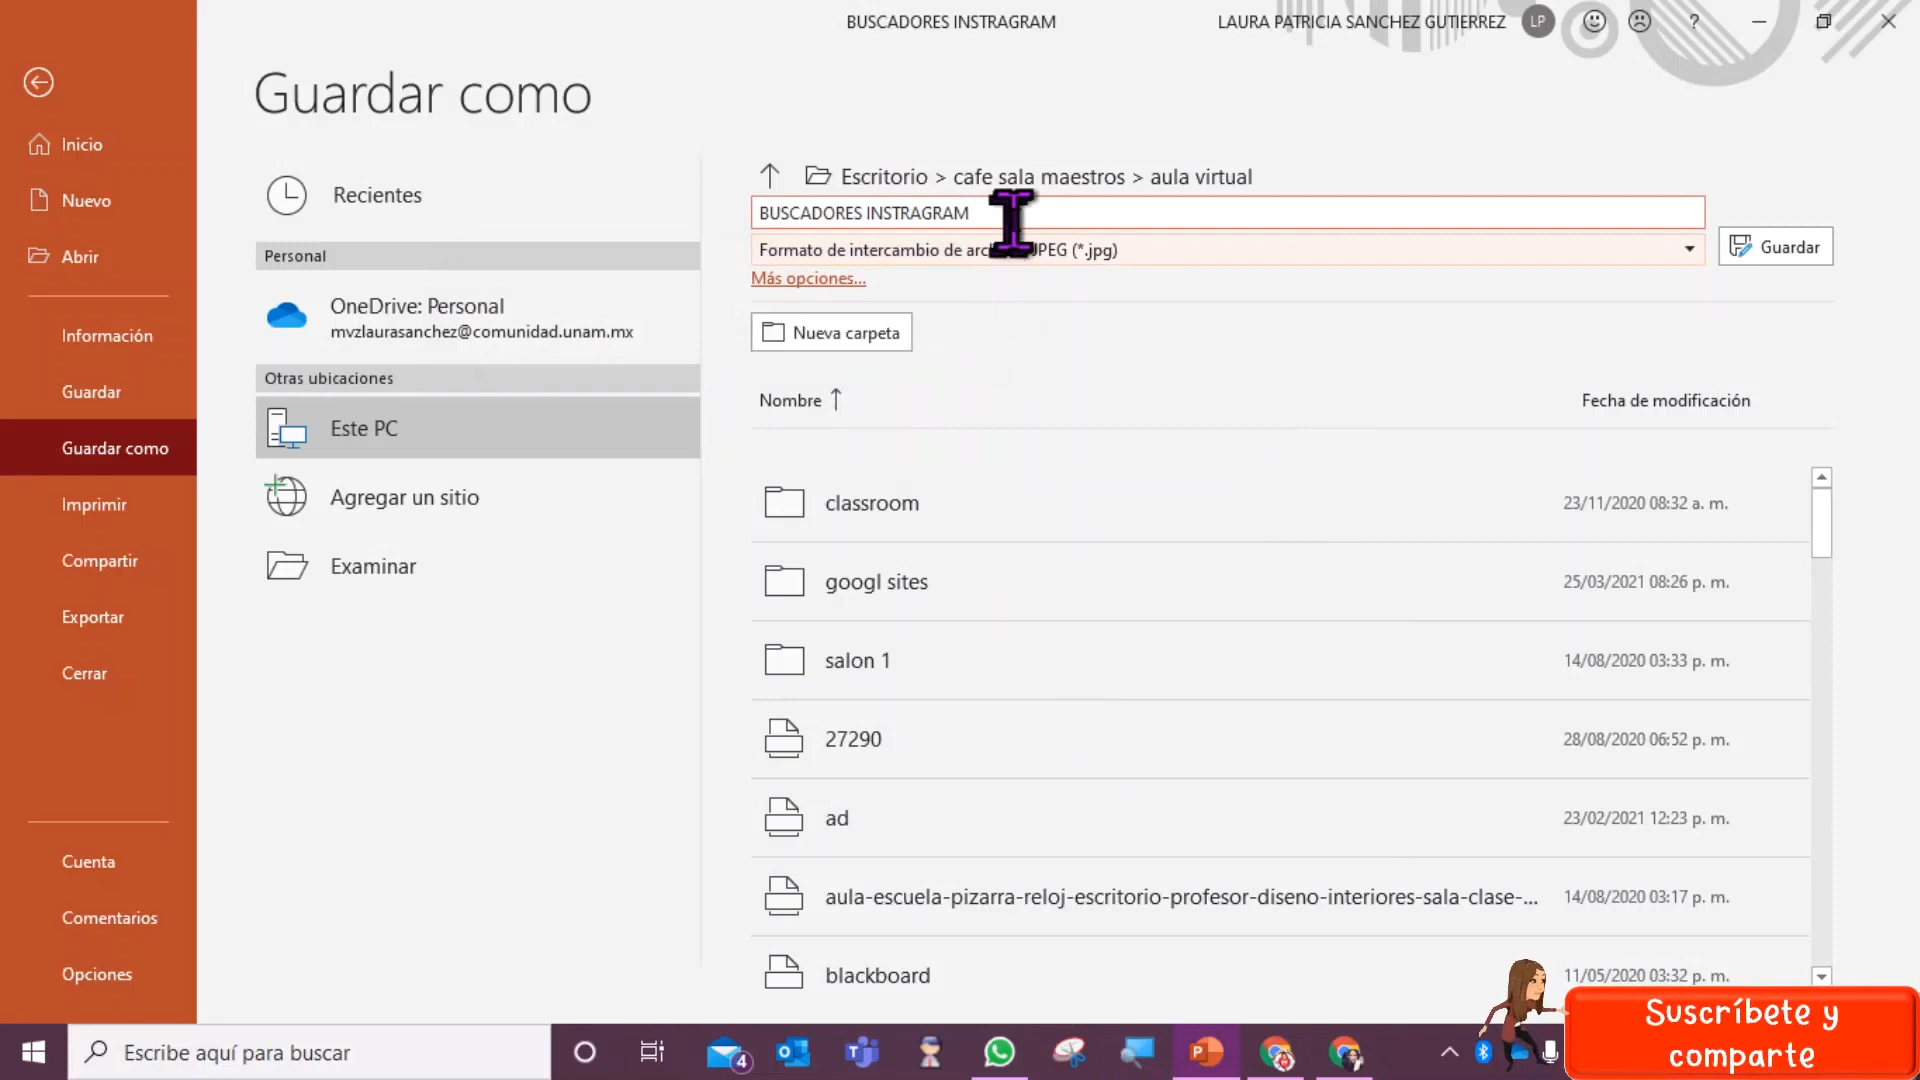 BUSCADORES INSTRAGRAM
LAURA PATRICIA SANCHEZ GUTIERREZ
LP
?
Guardar como
Inicio
Nuevo
Abrir
Información
Guardar
Guardar como
Imprimir
Compartir
Exportar
Cerrar
Cuenta
Comentarios
Opciones
Recientes
Personal
OneDrive: Personal
mvzlaurasanchez@comunidad.unam.mx
Otras ubicaciones
Este PC
Agregar un sitio
Examinar
Escritorio > cafe sala maestros > aula virtual
BUSCADORES INSTRAGRAM
Formato de intercambio de JPEG (*.jpg)
Guardar
Más opciones...
Nueva carpeta
Nombre
Fecha de modificación
classroom 23/11/2020 08:32 a. m.
googl sites 25/03/2021 08:26 p. m.
salon 1 14/08/2020 03:33 p. m.
27290 28/08/2020 06:52 p. m.
ad 23/02/2021 12:23 p. m.
aula-escuela-pizarra-reloj-escritorio-profesor-diseno-interiores-sala-clase-... 14/08/2020 03:17 p. m.
blackboard 11/05/2020 03:32 p. m.
Suscríbete y
comparte
Escribe aquí para buscar
4